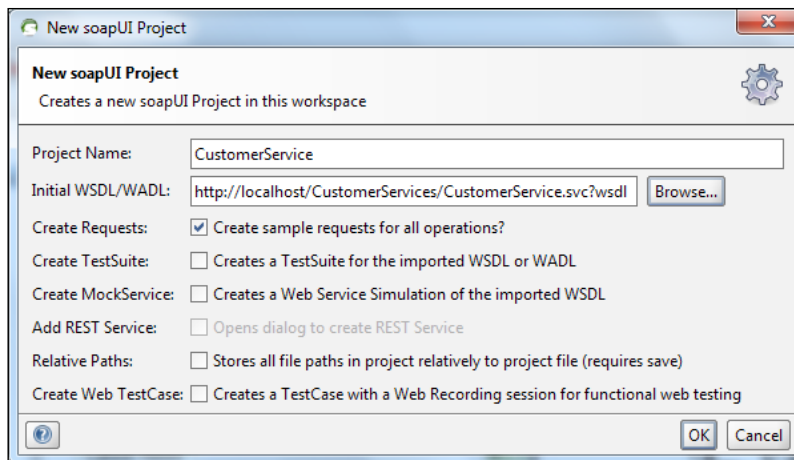 New soapUI Project
New soapUI Project
Creates a new soapUI Project in this workspace
Project Name: CustomerService
Initial WSDL/WADL: http://localhost/CustomerServices/CustomerService.svc?wsdl Browse...
Create Requests: Create sample requests for all operations?
Create TestSuite: Creates a TestSuite for the imported WSDL or WADL
Create MockService: Creates a Web Service Simulation of the imported WSDL
Add REST Service: Opens dialog to create REST Service
Relative Paths: Stores all file paths in project relatively to project file (requires save)
Create Web TestCase: Creates a TestCase with a Web Recording session for functional web testing
? OK Cancel